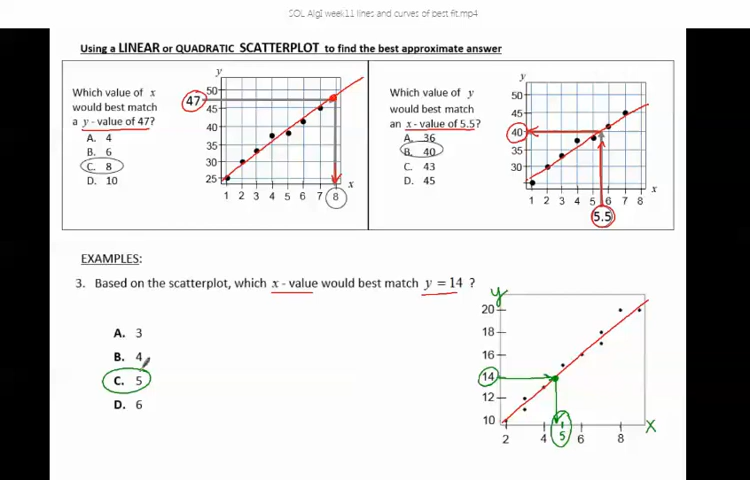 SOL AlgI week11 lines and curves of best fit.mp4
Using a LINEAR or QUADRATIC SCATTERPLOT to find the best approximate answer
Which value of x
would best match
a y - value of 47?
A. 4
B. 6
C. 8
D. 10
y
50
47
45
40
35
30
25
1 2 3 4 5 6 7 8
x
Which value of y
would best match
an x - value of 5.5?
A. 36
B. 40
C. 43
D. 45
y
50
45
40
35
30
1 2 3 4 5 6 7 8
x
5.5
EXAMPLES:
3. Based on the scatterplot, which x - value would best match y = 14 ?
A. 3
B. 4
C. 5
D. 6
y
20
18
16
14
12
10
2 4 5 6 8
x